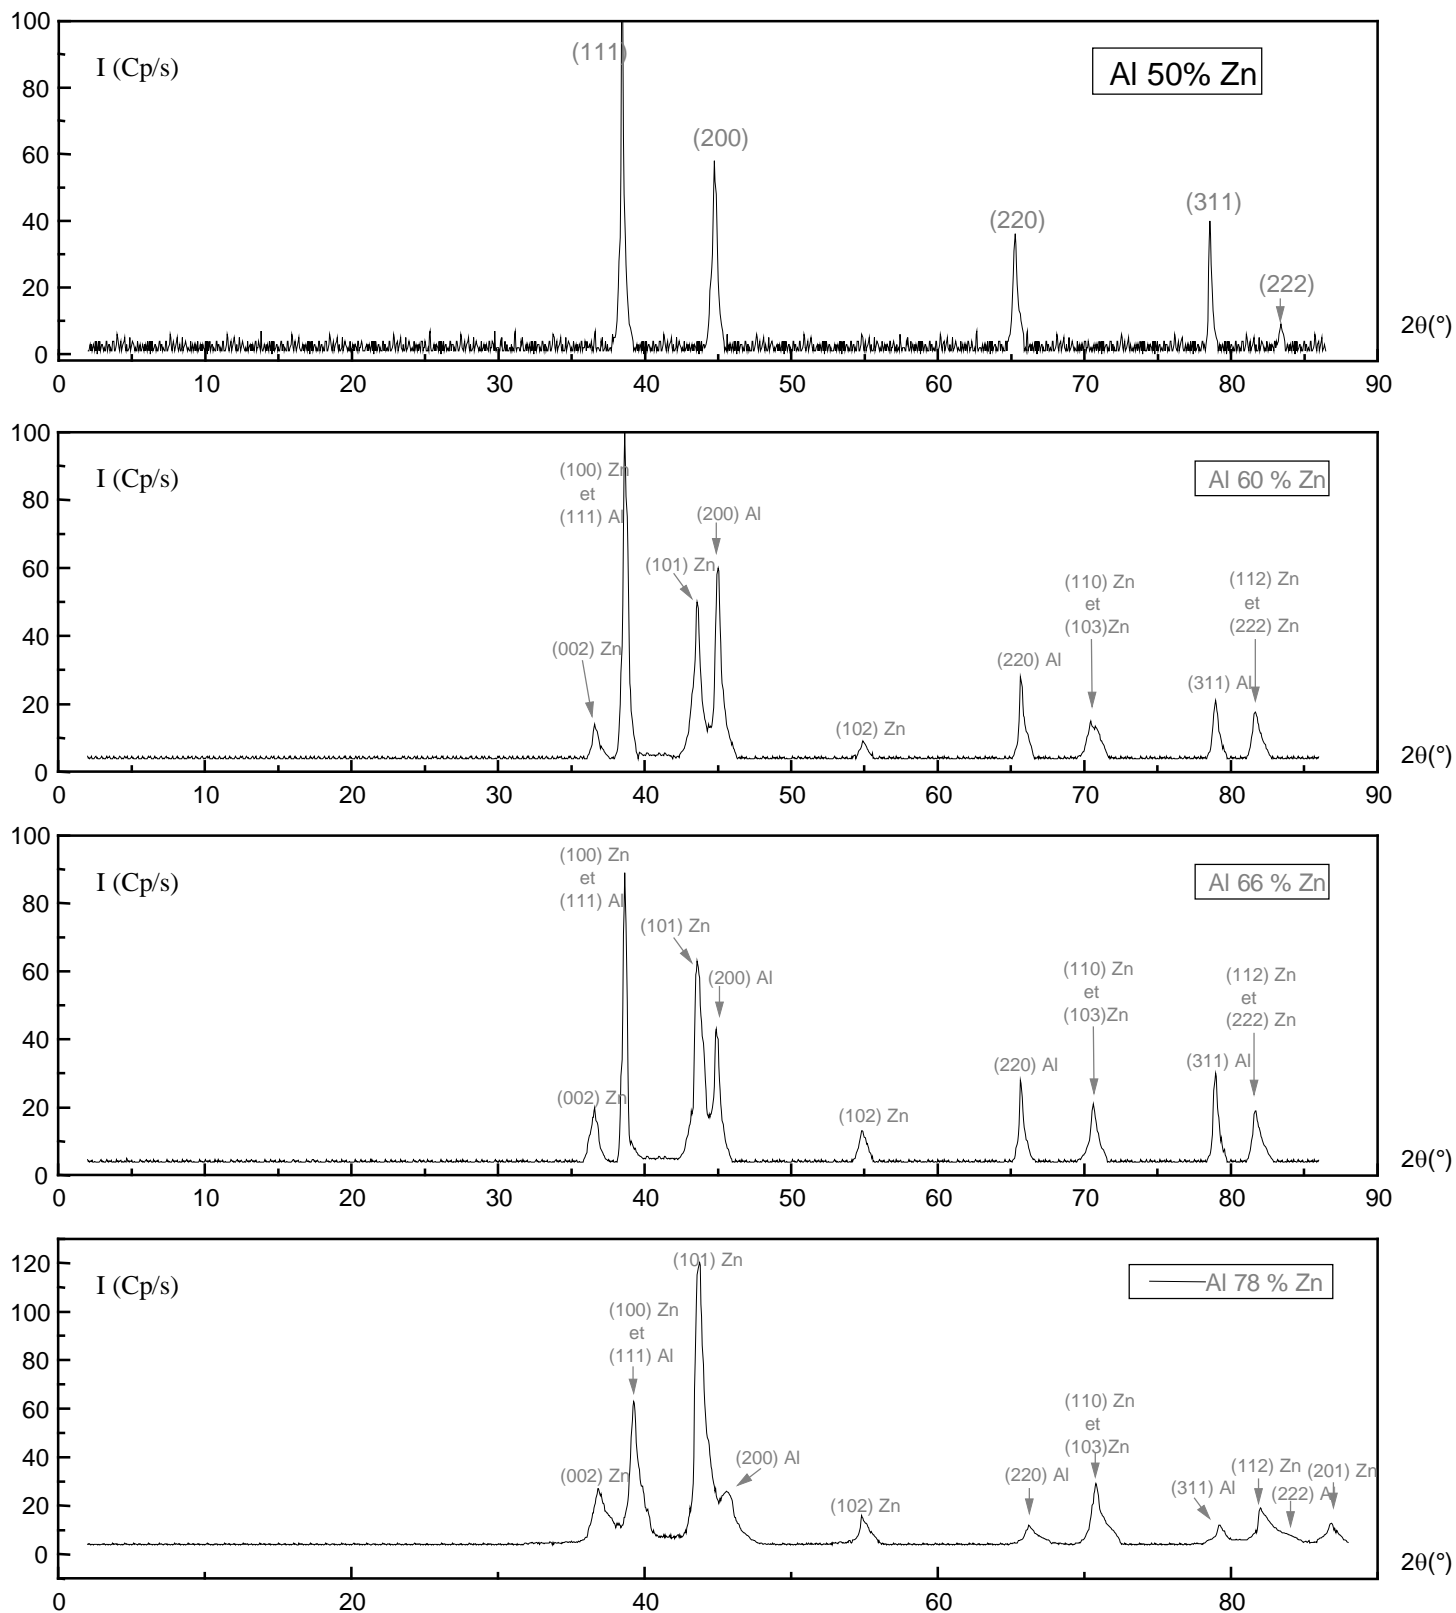 100
80
60
40
20
0
I (Cp/s)
(111)
(200)
(220)
(311)
(222)
Al 50% Zn
2θ(°)
0 10 20 30 40 50 60 70 80 90
100
80
60
40
20
0
I (Cp/s)
(100) Zn
et
(111) Al
(002) Zn
(101) Zn
(200) Al
(102) Zn
(220) Al
(110) Zn
et
(103)Zn
(311) Al
(112) Zn
et
(222) Zn
Al 60 % Zn
2θ(°)
0 10 20 30 40 50 60 70 80 90
100
80
60
40
20
0
I (Cp/s)
(100) Zn
et
(111) Al
(002) Zn
(101) Zn
(200) Al
(102) Zn
(220) Al
(110) Zn
et
(103)Zn
(311) Al
(112) Zn
et
(222) Zn
Al 66 % Zn
2θ(°)
0 10 20 30 40 50 60 70 80 90
120
100
80
60
40
20
0
I (Cp/s)
(002) Zn
(100) Zn
et
(111) Al
(101) Zn
(200) Al
(102) Zn
(220) Al
(110) Zn
et
(103)Zn
(311) Al
(112) Zn
(222) Al
(201) Zn
Al 78 % Zn
2θ(°)
0 20 40 60 80